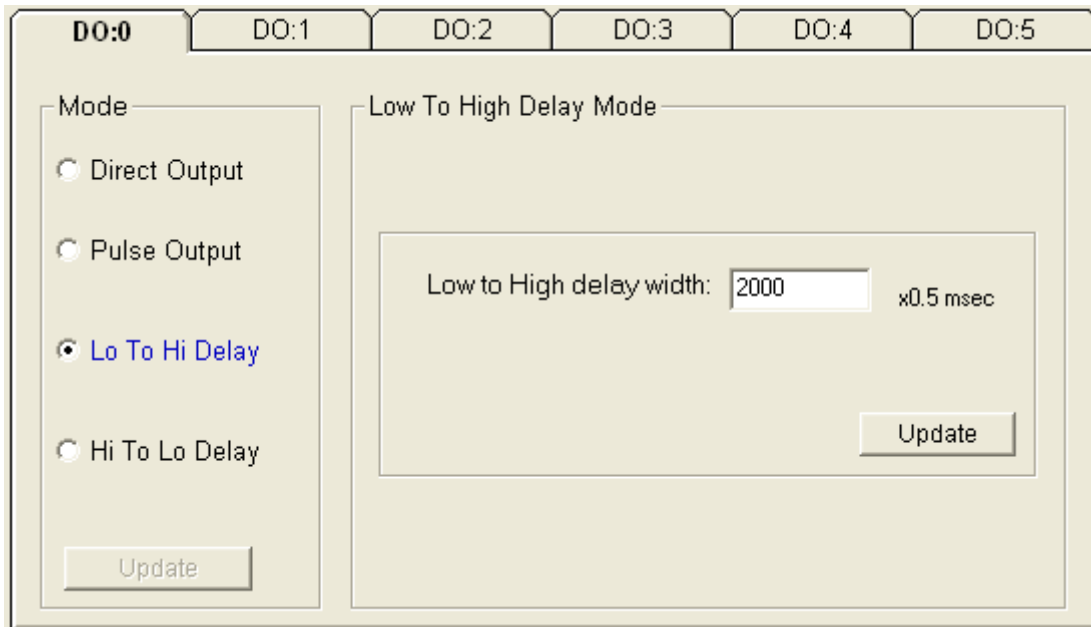 DO:0 DO:1 DO:2 DO:3 DO:4 DO:5
Mode
Direct Output
Pulse Output
Lo To Hi Delay
Hi To Lo Delay
Update
Low To High Delay Mode
Low to High delay width: 2000 x0.5 msec
Update